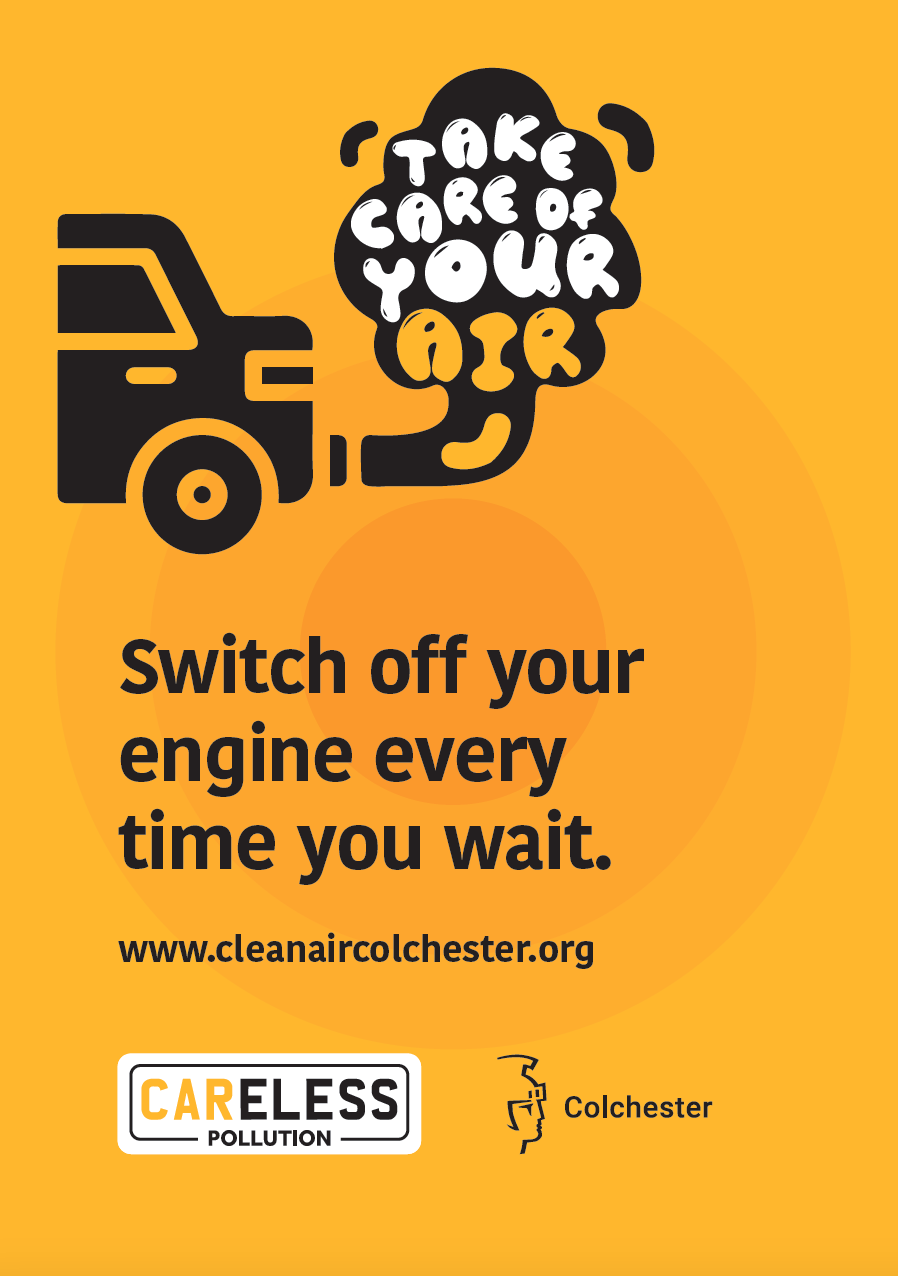 TAKE
CARE OF
YOUR
AIR
Switch off your
engine every
time you wait.
www.cleanaircolchester.org
CARELESS
POLLUTION
Colchester